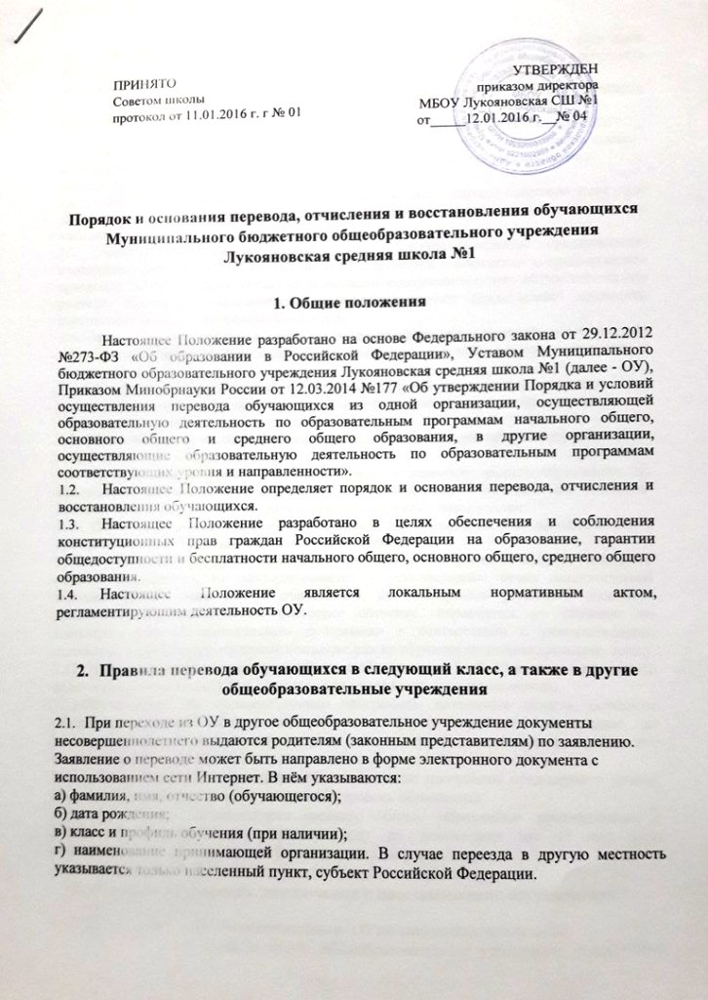 ПРИНЯТО
Советом школы
протокол от 11.01.2016 г. г № 01
УТВЕРЖДЕН
приказом директора
МБОУ Лукояновская СШ №1
от_____12.01.2016 г.__№ 04
Порядок и основания перевода, отчисления и восстановления обучающихся
Муниципального бюджетного общеобразовательного учреждения
Лукояновская средняя школа №1
1. Общие положения
Настоящее Положение разработано на основе Федерального закона от 29.12.2012
№273-ФЗ «Об образовании в Российской Федерации», Уставом Муниципального
бюджетного образовательного учреждения Лукояновская средняя школа №1 (далее - ОУ),
Приказом Минобрнауки России от 12.03.2014 №177 «Об утверждении Порядка и условий
осуществления перевода обучающихся из одной организации, осуществляющей
образовательную деятельность по образовательным программам начального общего,
основного общего и среднего общего образования, в другие организации,
осуществляющие образовательную деятельность по образовательным программам
соответствующих уровня и направленности».
1.2. Настоящее Положение определяет порядок и основания перевода, отчисления и
восстановления обучающихся.
1.3. Настоящее Положение разработано в целях обеспечения и соблюдения
конституционных прав граждан Российской Федерации на образование, гарантии
общедоступности и бесплатности начального общего, основного общего, среднего общего
образования.
1.4. Настоящее Положение является локальным нормативным актом,
регламентирующим деятельность ОУ.
2. Правила перевода обучающихся в следующий класс, а также в другие
общеобразовательные учреждения
2.1. При переходе из ОУ в другое общеобразовательное учреждение документы
несовершеннолетнего выдаются родителям (законным представителям) по заявлению.
Заявление о переводе может быть направлено в форме электронного документа с
использованием сети Интернет. В нём указываются:
а) фамилия, имя, отчество (обучающегося);
б) дата рождения;
в) класс и профиль обучения (при наличии);
г) наименование принимающей организации. В случае переезда в другую местность
указывается только населенный пункт, субъект Российской Федерации.